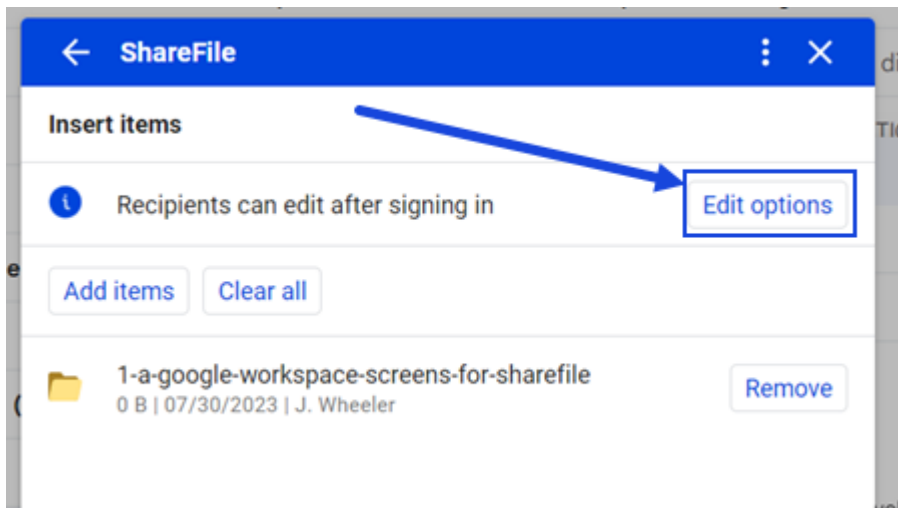 ShareFile
Insert items
Recipients can edit after signing in
Edit options
Add items
Clear all
1-a-google-workspace-screens-for-sharefile
0 B | 07/30/2023 | J. Wheeler
Remove